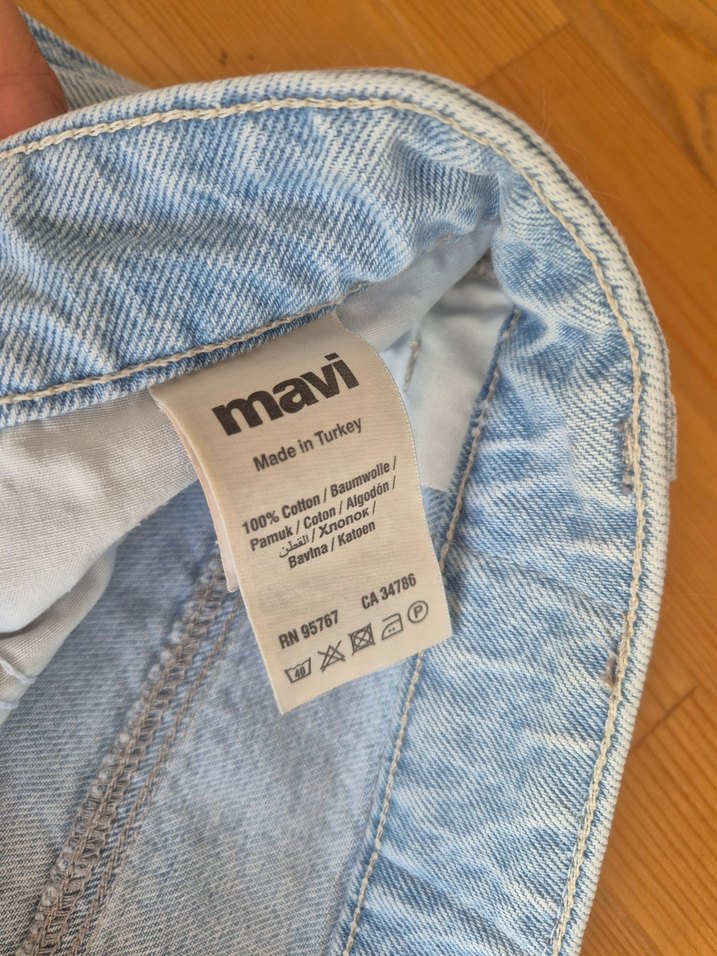 mavi
Made in Turkey
100% Cotton / Baumwolle /
Pamuk / Coton / Algodón /
القطن / Хлопок /
Bavlna / Katoen
RN 95767 CA 34786
40 P